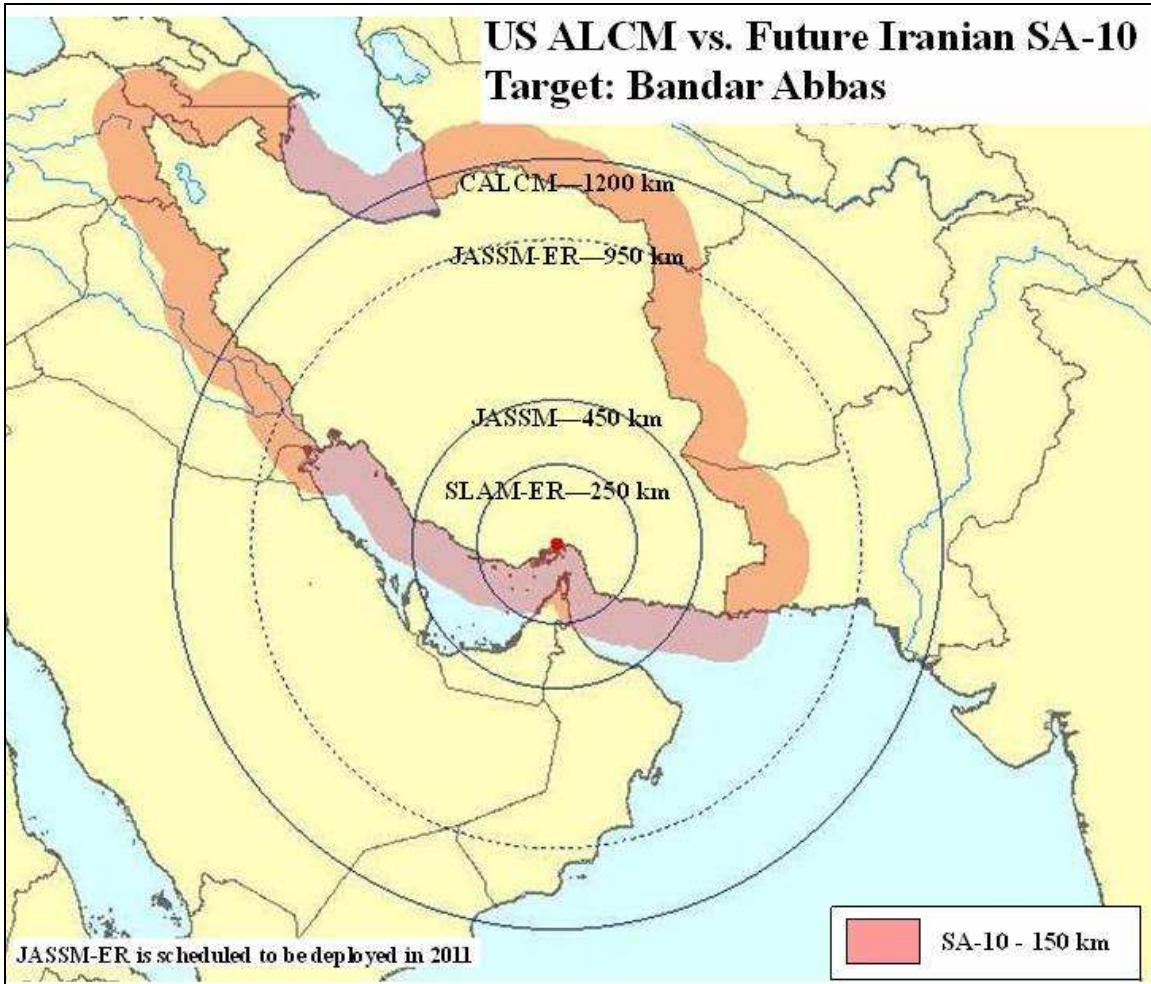 US ALCM vs. Future Iranian SA-10
Target: Bandar Abbas
CALCM—1200 km
JASSM-ER—950 km
JASSM—450 km
SLAM-ER—250 km
JASSM-ER is scheduled to be deployed in 2011
SA-10 - 150 km